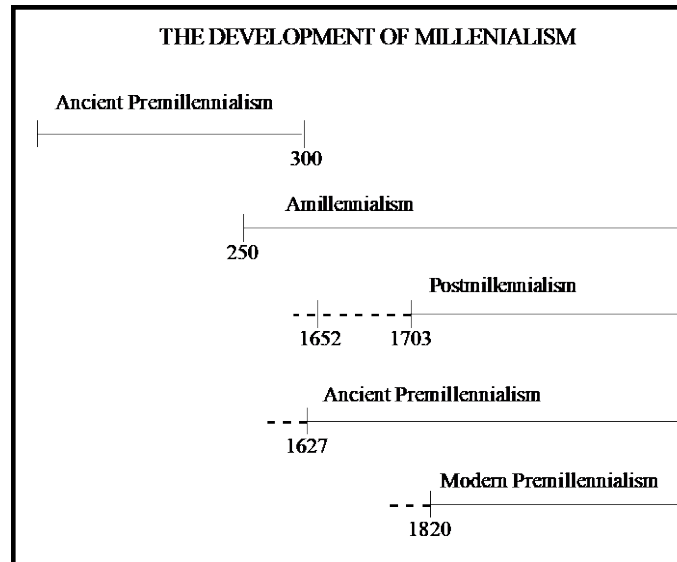 THE DEVELOPMENT OF MILLENIALISM
Ancient Premillennialism
300
Amillennialism
250
Postmillennialism
1652 1703
Ancient Premillennialism
1627
Modern Premillennialism
1820